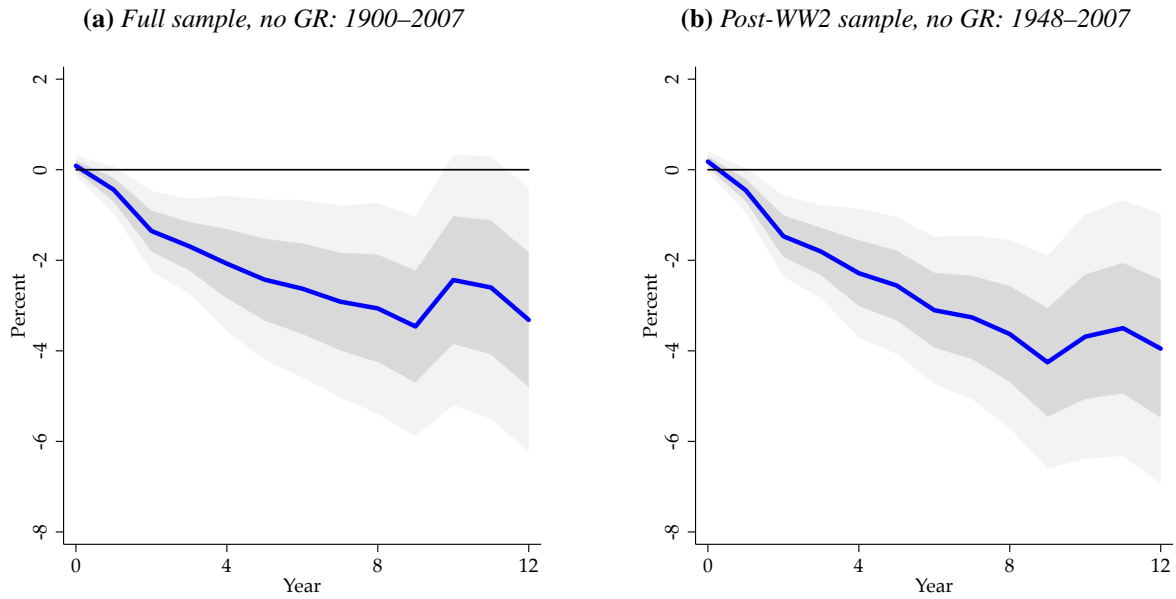 (a) Full sample, no GR: 1900–2007
2
0
-2
-4
-6
-8
Percent
0 4 8 12
Year
(b) Post-WW2 sample, no GR: 1948–2007
2
0
-2
-4
-6
-8
Percent
0 4 8 12
Year